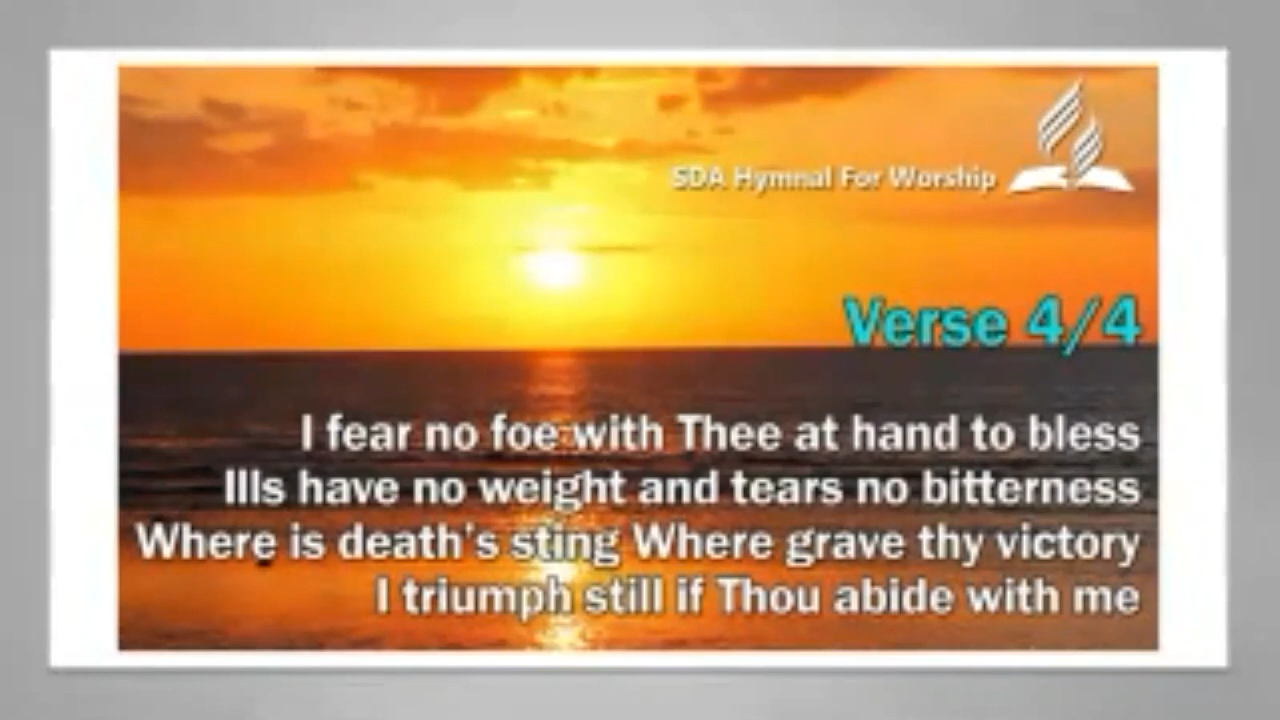 SDA Hymnal For Worship
Verse 4/4
I fear no foe with Thee at hand to bless
Ills have no weight and tears no bitterness
Where is death's sting Where grave thy victory
I triumph still if Thou abide with me